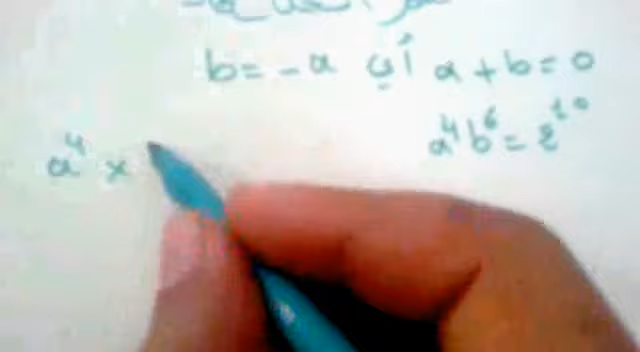 a + b = 0 أي b = - a
a⁴b⁶ = 2¹⁰
a⁴ ×